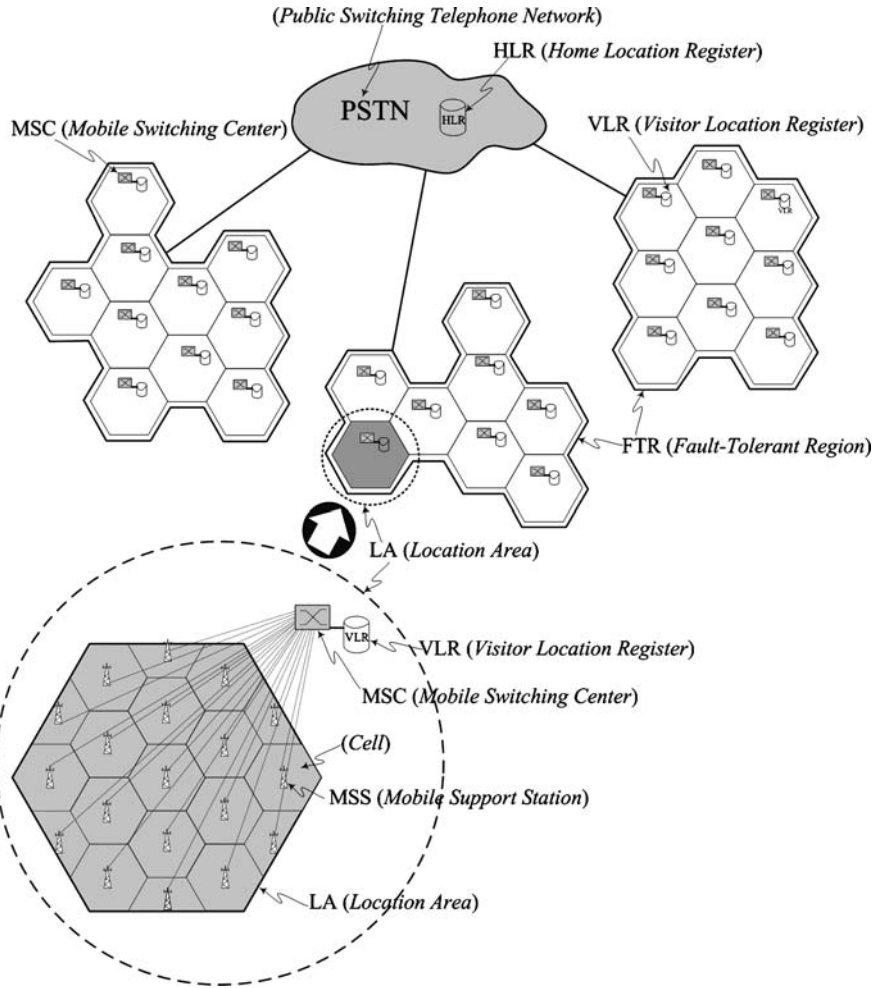 (Public Switching Telephone Network)
HLR (Home Location Register)
PSTN
HLR
MSC (Mobile Switching Center)
VLR (Visitor Location Register)
VLR
FTR (Fault-Tolerant Region)
LA (Location Area)
VLR
VLR (Visitor Location Register)
MSC (Mobile Switching Center)
(Cell)
MSS (Mobile Support Station)
LA (Location Area)